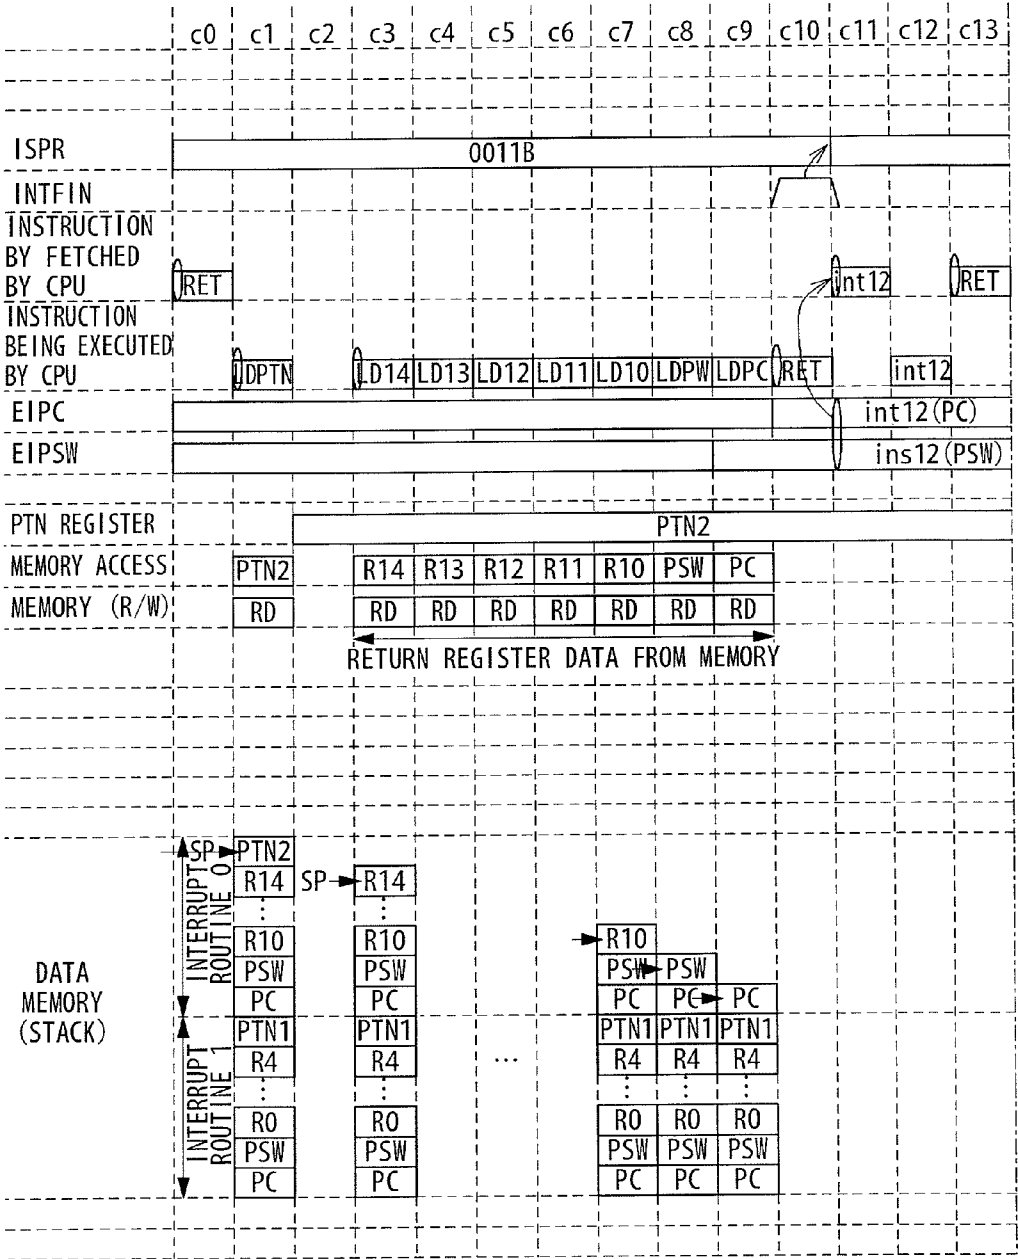 c0 c1 c2 c3 c4 c5 c6 c7 c8 c9 c10 c11 c12 c13
ISPR 0011B
INTFIN
INSTRUCTION
BY FETCHED
BY CPU RET int12 RET
INSTRUCTION
BEING EXECUTED
BY CPU LDPTN LD14 LD13 LD12 LD11 LD10 LDPW LDPC RET int12
EIPC int12(PC)
EIPSW ins12(PSW)
PTN REGISTER PTN2
MEMORY ACCESS PTN2 R14 R13 R12 R11 R10 PSW PC
MEMORY (R/W) RD RD RD RD RD RD RD RD
RETURN REGISTER DATA FROM MEMORY
DATA
MEMORY
(STACK)
INTERRUPT
ROUTINE 0
INTERRUPT
ROUTINE 1
SP PTN2
R14 SP R14
⋮ ⋮
R10 R10 R10
PSW PSW PSW PSW
PC PC PC PC PC
PTN1 PTN1 PTN1 PTN1 PTN1
R4 R4 ... R4 R4 R4
⋮ ⋮ ⋮ ⋮ ⋮
R0 R0 R0 R0 R0
PSW PSW PSW PSW PSW
PC PC PC PC PC